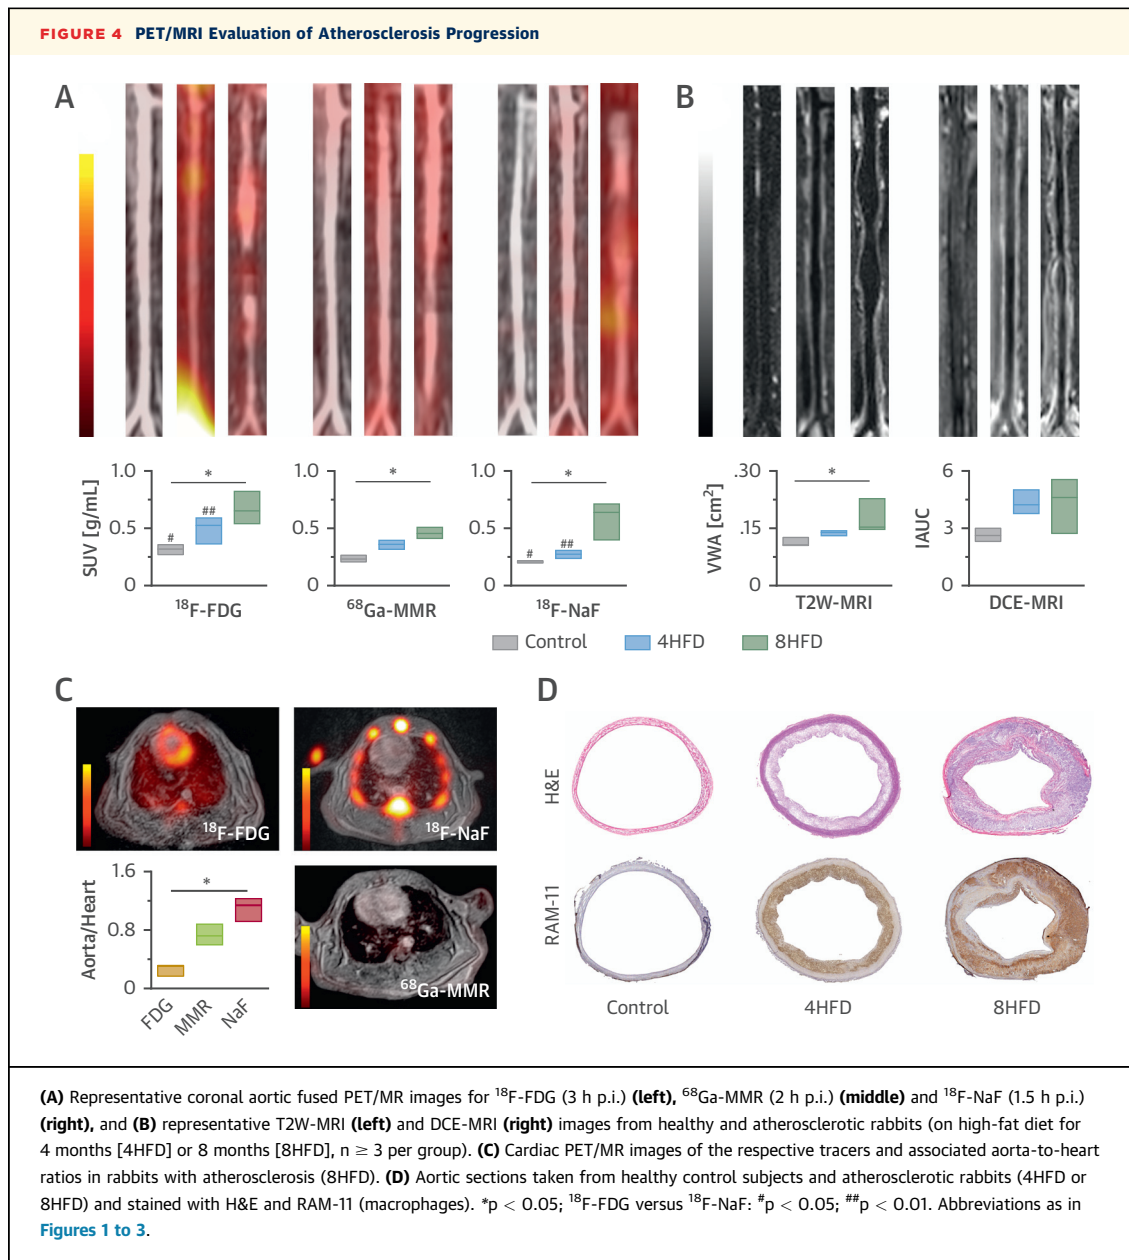 FIGURE 4 PET/MRI Evaluation of Atherosclerosis Progression
A
B
SUV [g/mL]
1.0
0.5
0
*
#
##
¹⁸F-FDG
1.0
0.5
0
*
⁶⁸Ga-MMR
1.0
0.5
0
*
#
##
¹⁸F-NaF
VWA [cm²]
.30
.15
0
*
T2W-MRI
IAUC
6
3
0
DCE-MRI
Control
4HFD
8HFD
C
¹⁸F-FDG
¹⁸F-NaF
Aorta/Heart
1.6
0.8
0
*
FDG
MMR
NaF
⁶⁸Ga-MMR
D
H&E
RAM-11
Control
4HFD
8HFD
(A) Representative coronal aortic fused PET/MR images for ¹⁸F-FDG (3 h p.i.) (left), ⁶⁸Ga-MMR (2 h p.i.) (middle) and ¹⁸F-NaF (1.5 h p.i.)
(right), and (B) representative T2W-MRI (left) and DCE-MRI (right) images from healthy and atherosclerotic rabbits (on high-fat diet for
4 months [4HFD] or 8 months [8HFD], n ≥ 3 per group). (C) Cardiac PET/MR images of the respective tracers and associated aorta-to-heart
ratios in rabbits with atherosclerosis (8HFD). (D) Aortic sections taken from healthy control subjects and atherosclerotic rabbits (4HFD or
8HFD) and stained with H&E and RAM-11 (macrophages). *p < 0.05; ¹⁸F-FDG versus ¹⁸F-NaF: #p < 0.05; ##p < 0.01. Abbreviations as in
Figures 1 to 3.